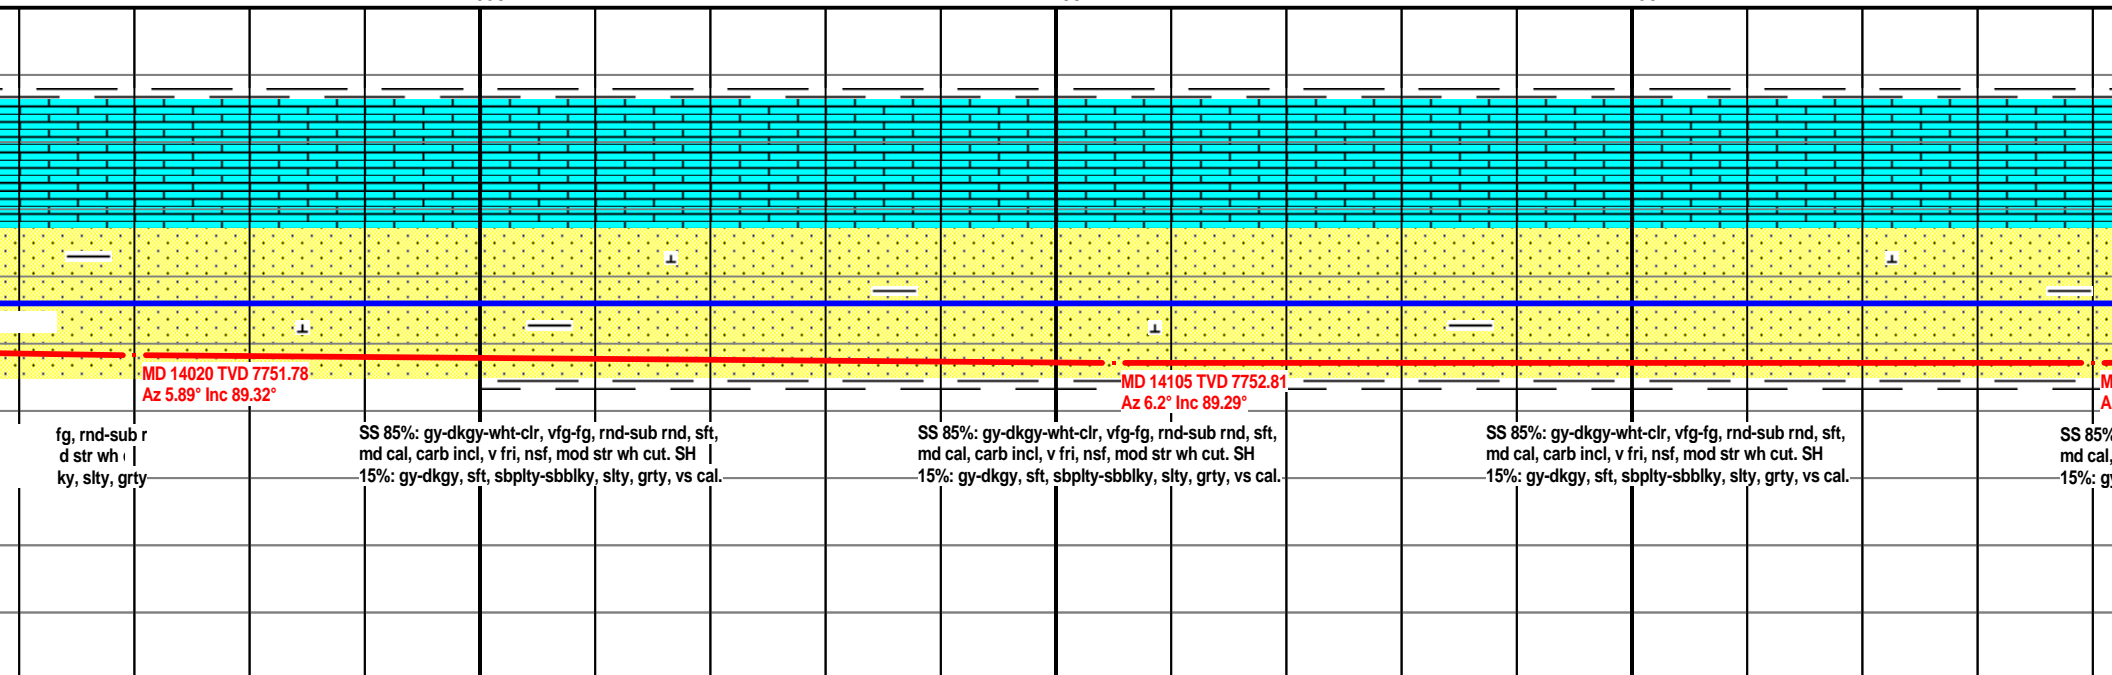 MD 14020 TVD 7751.78
Az 5.89° Inc 89.32°
MD 14105 TVD 7752.81
Az 6.2° Inc 89.29°
M
A
fg, rnd-sub r
d str wh
ky, slty, grty
SS 85%: gy-dkgy-wht-clr, vfg-fg, rnd-sub rnd, sft,
md cal, carb incl, v fri, nsf, mod str wh cut. SH
15%: gy-dkgy, sft, sbplty-sbblky, slty, grty, vs cal.
SS 85%: gy-dkgy-wht-clr, vfg-fg, rnd-sub rnd, sft,
md cal, carb incl, v fri, nsf, mod str wh cut. SH
15%: gy-dkgy, sft, sbplty-sbblky, slty, grty, vs cal.
SS 85%: gy-dkgy-wht-clr, vfg-fg, rnd-sub rnd, sft,
md cal, carb incl, v fri, nsf, mod str wh cut. SH
15%: gy-dkgy, sft, sbplty-sbblky, slty, grty, vs cal.
SS 85%
md cal,
15%: gy